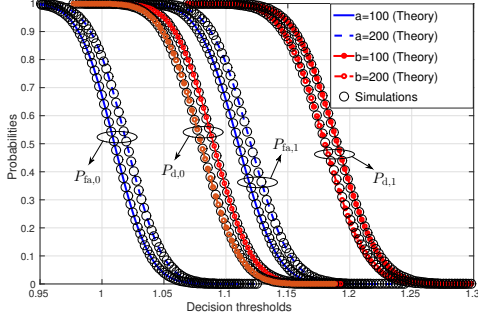 1
0.9
0.8
0.7
0.6
0.5
0.4
0.3
0.2
0.1
0
Probabilities
a=100 (Theory)
a=200 (Theory)
b=100 (Theory)
b=200 (Theory)
Simulations
P_fa,0
P_d,0
P_fa,1
P_d,1
0.95 1 1.05 1.1 1.15 1.2 1.25 1.3
Decision thresholds